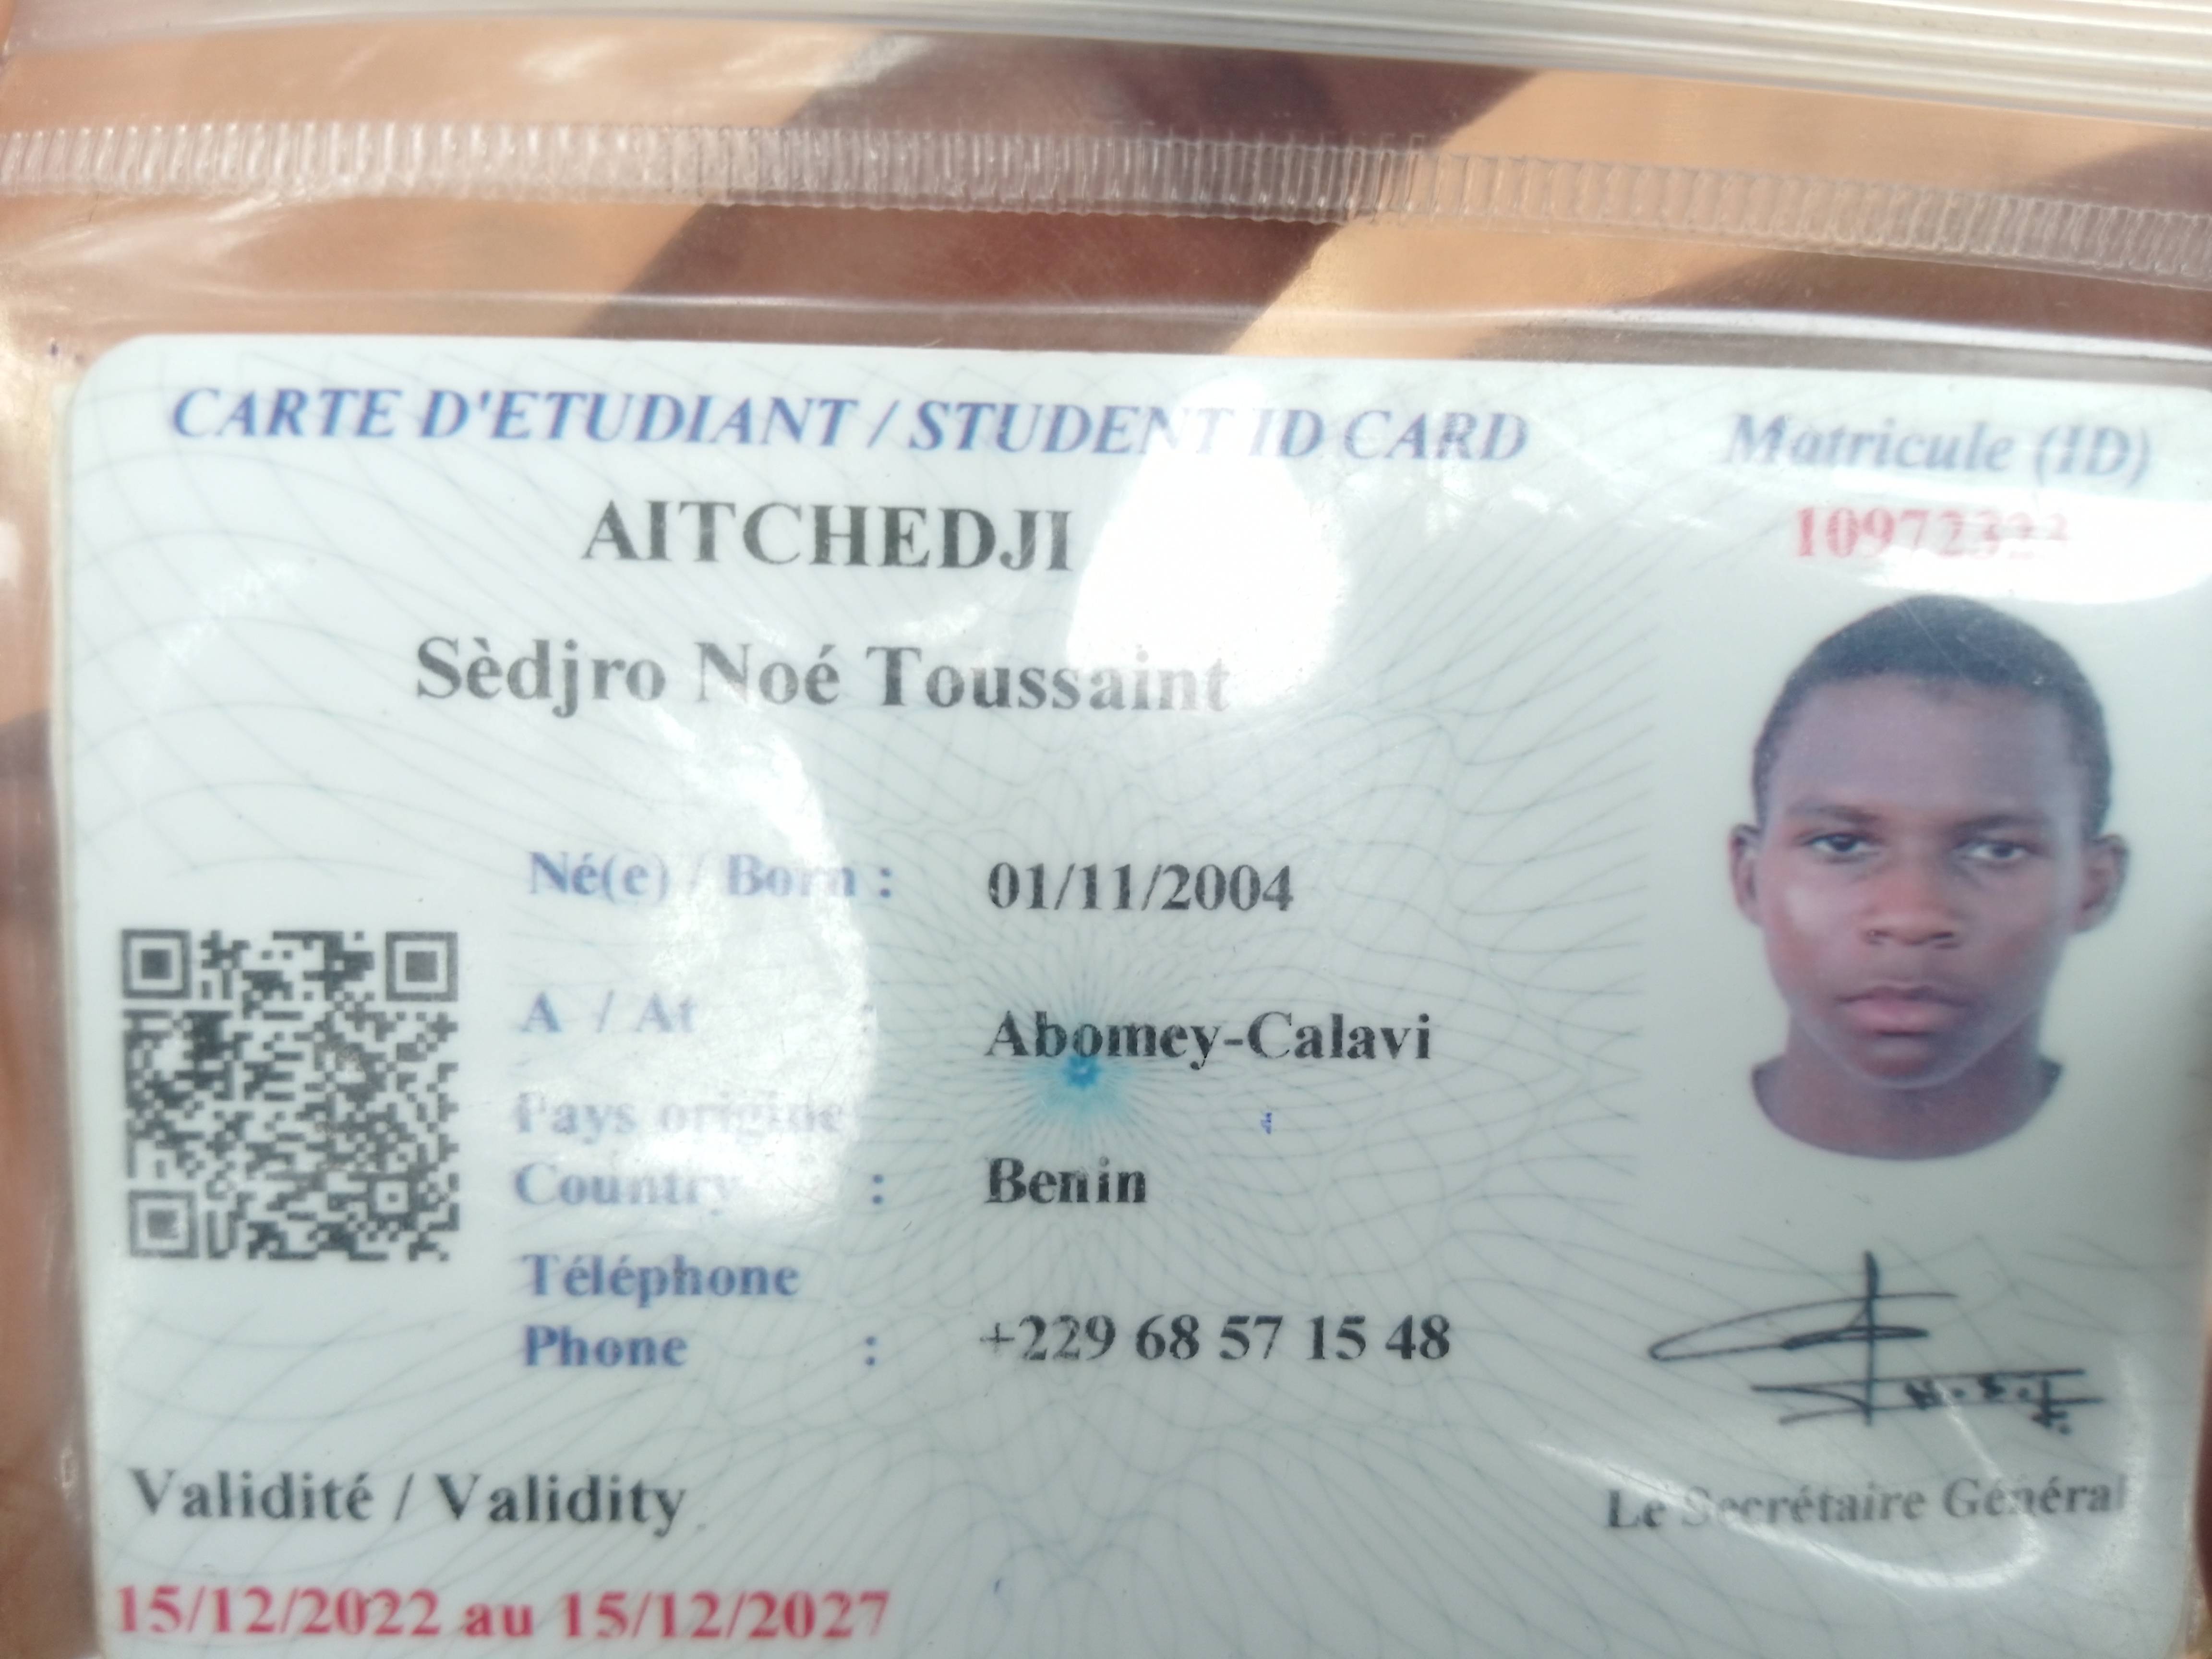 CARTE D'ETUDIANT / STUDENT ID CARD
Matricule (ID)
AITCHEDJI
Sèdjro Noé Toussaint
Né(e) / Born : 01/11/2004
A / At : Abomey-Calavi
Pays origine
Country : Benin
Téléphone
Phone : +229 68 57 15 48
Validité / Validity
15/12/2022 au 15/12/2027
Le Secrétaire Général